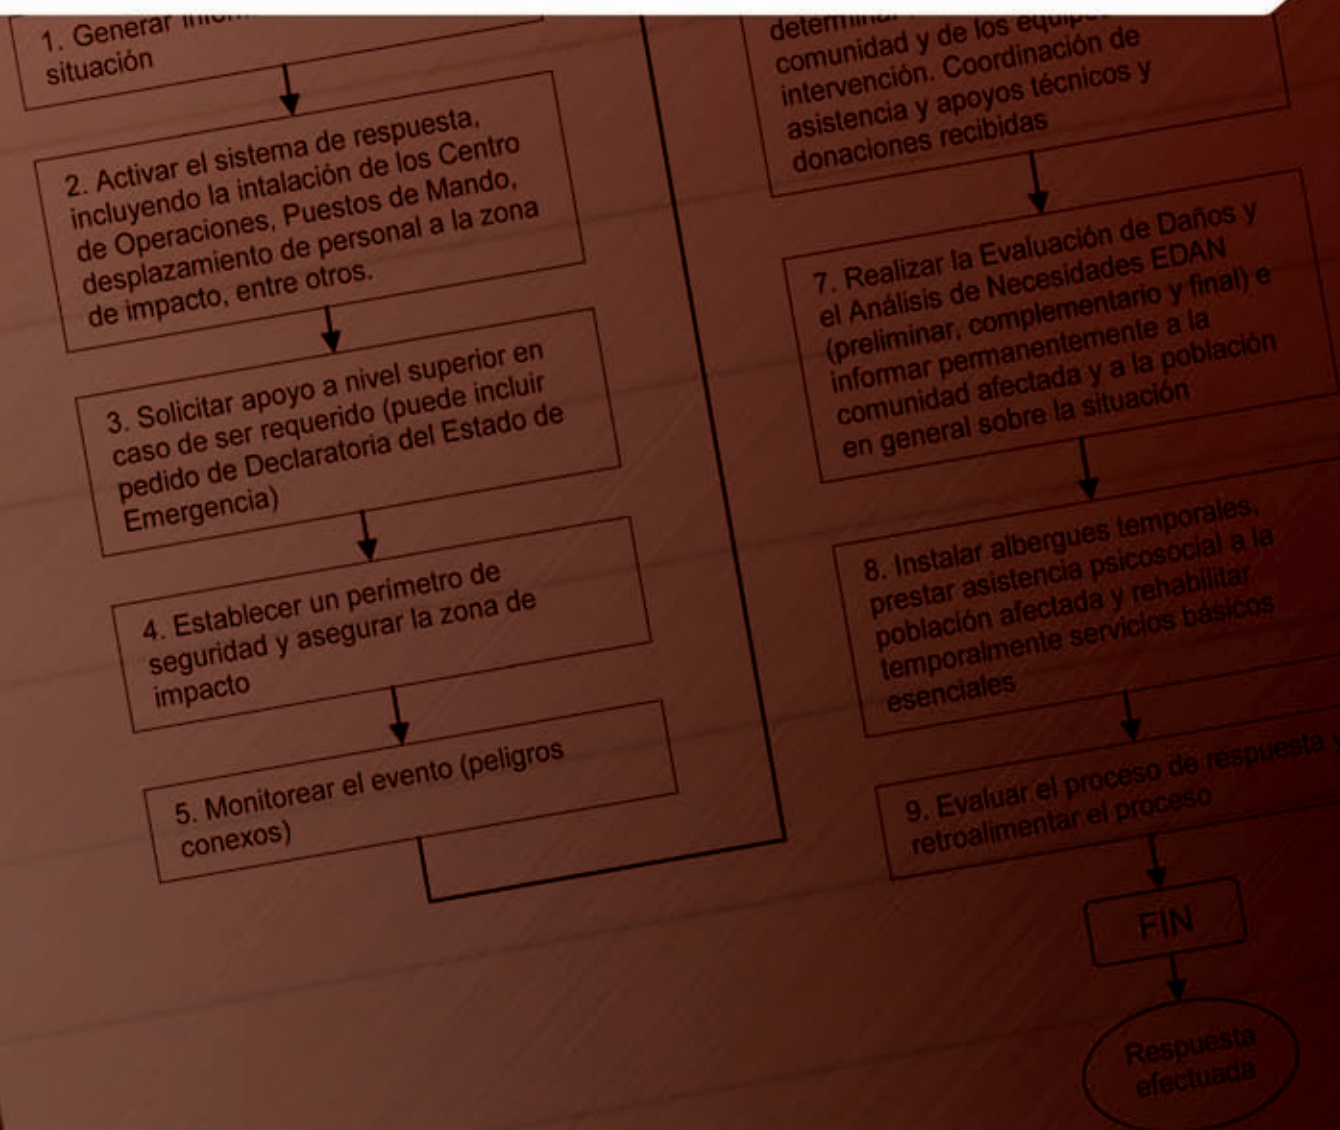 1. Generar
situación
2. Activar el sistema de respuesta,
incluyendo la intalación de los Centro
de Operaciones, Puestos de Mando,
desplazamiento de personal a la zona
de impacto, entre otros.
3. Solicitar apoyo a nivel superior en
caso de ser requerido (puede incluir
pedido de Declaratoria del Estado de
Emergencia)
4. Establecer un perímetro de
seguridad y asegurar la zona de
impacto
5. Monitorear el evento (peligros
conexos)
comunidad y de los
intervención. Coordinación de
asistencia y apoyos técnicos y
donaciones recibidas
7. Realizar la Evaluación de Daños y
el Análisis de Necesidades EDAN
(preliminar, complementario y final) e
informar permanentemente a la
comunidad afectada y a la población
en general sobre la situación
8. Instalar albergues temporales,
prestar asistencia psicosocial a la
población afectada y rehabilitar
temporalmente servicios básicos
esenciales
9. Evaluar el proceso de respuesta y
retroalimentar el proceso
FIN
Respuesta
efectuada